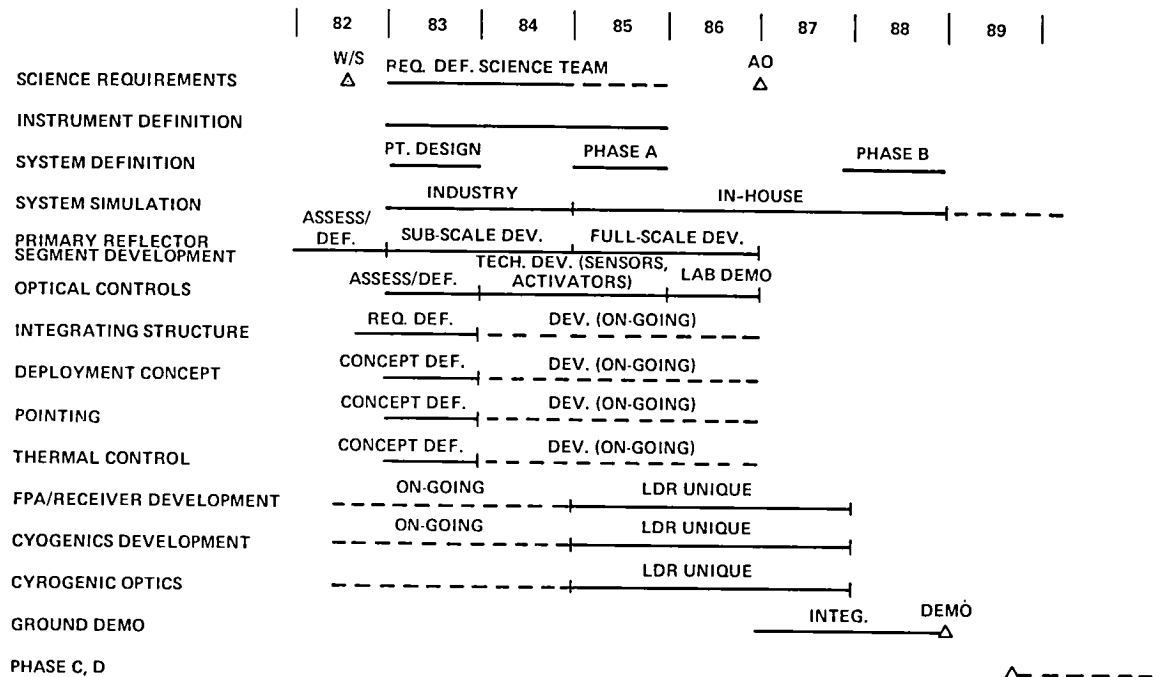 82 83 84 85 86 87 88 89
W/S AO
SCIENCE REQUIREMENTS REQ. DEF. SCIENCE TEAM
INSTRUMENT DEFINITION
PT. DESIGN PHASE A PHASE B
SYSTEM DEFINITION
INDUSTRY IN-HOUSE
SYSTEM SIMULATION
ASSESS/
DEF. SUB-SCALE DEV. FULL-SCALE DEV.
PRIMARY REFLECTOR
SEGMENT DEVELOPMENT
TECH. DEV. (SENSORS,
ASSESS/DEF. ACTIVATORS) LAB DEMO
OPTICAL CONTROLS
REQ. DEF. DEV. (ON-GOING)
INTEGRATING STRUCTURE
CONCEPT DEF. DEV. (ON-GOING)
DEPLOYMENT CONCEPT
CONCEPT DEF. DEV. (ON-GOING)
POINTING
CONCEPT DEF. DEV. (ON-GOING)
THERMAL CONTROL
ON-GOING LDR UNIQUE
FPA/RECEIVER DEVELOPMENT
ON-GOING LDR UNIQUE
CYOGENICS DEVELOPMENT
LDR UNIQUE
CYROGENIC OPTICS
INTEG. DEMO
GROUND DEMO
PHASE C, D